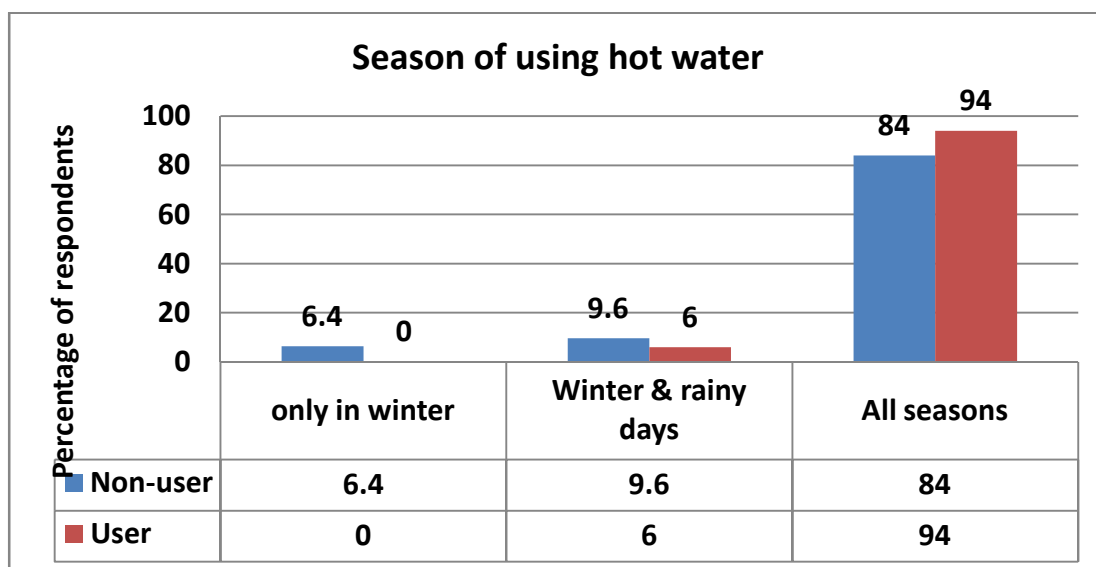 Season of using hot water
Percentage of respondents
100
80
60
40
20
0
6.4
0
9.6
6
84
94
only in winter
Winter & rainy
days
All seasons
Non-user 6.4 9.6 84
User 0 6 94